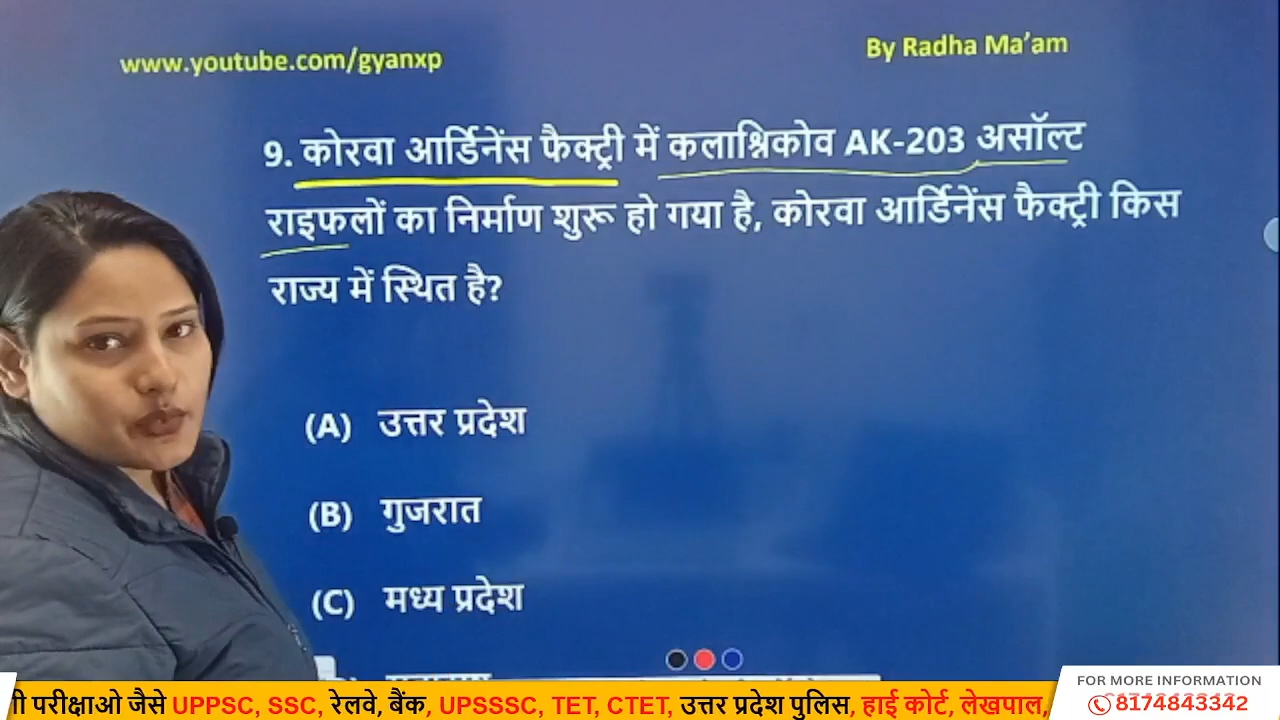 www.youtube.com/gyanxp
By Radha Ma’am
9. कोरवा आर्डिनेंस फैक्ट्री में कलाश्निकोव AK-203 असॉल्ट
राइफलों का निर्माण शुरू हो गया है, कोरवा आर्डिनेंस फैक्ट्री किस
राज्य में स्थित है?
(A) उत्तर प्रदेश
(B) गुजरात
(C) मध्य प्रदेश
परीक्षाओ जैसे UPPSC, SSC, रेलवे, बैंक, UPSSSC, TET, CTET, उत्तर प्रदेश पुलिस, हाई कोर्ट, लेखपाल,
FOR MORE INFORMATION
8174843342